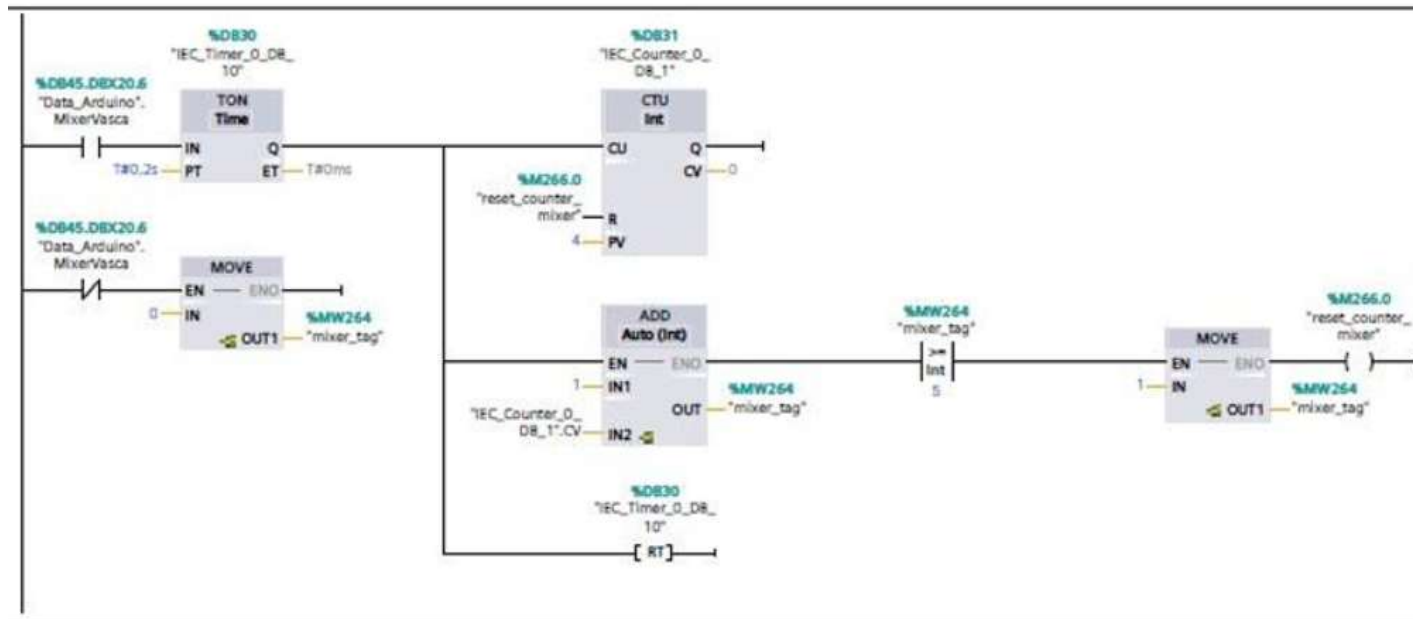 %DB30
"IEC_Timer_0_DB_
10"
%DB45.DBX20.6
"Data_Arduino".
MixerVasca
TON
Time
IN Q
T#0.2s PT ET T#0ms
%DB31
"IEC_Counter_0_
DB_1"
CTU
Int
CU Q
CV 0
%M266.0
"reset_counter_
mixer" R
4 PV
%DB45.DBX20.6
"Data_Arduino".
MixerVasca
MOVE
EN ENO
0 IN
%MW264
OUT1 "mixer_tag"
ADD
Auto (Int)
EN ENO
1 IN1
%MW264
OUT "mixer_tag"
"IEC_Counter_0_
DB_1".CV IN2
%MW264
"mixer_tag"
>=
Int
5
MOVE
EN ENO
1 IN
%MW264
OUT1 "mixer_tag"
%M266.0
"reset_counter_
mixer"
%DB30
"IEC_Timer_0_DB_
10"
RT